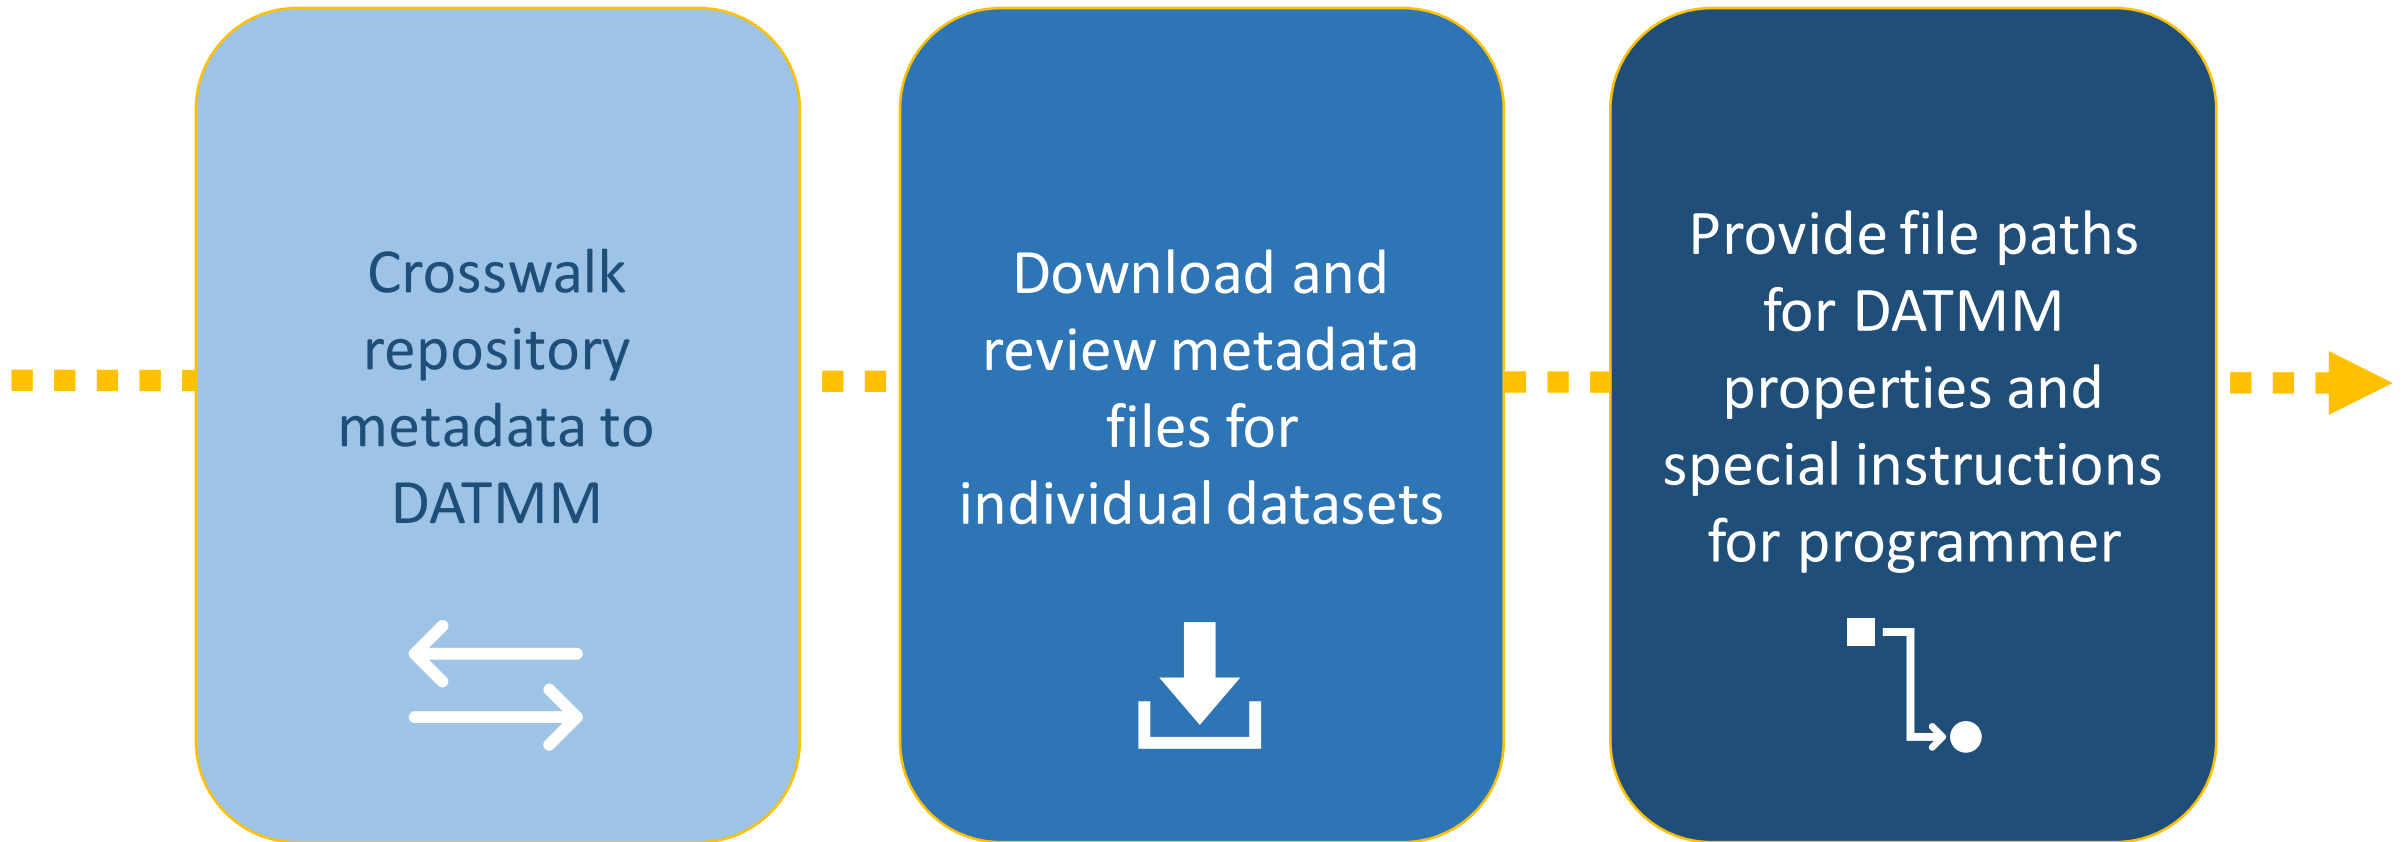 Crosswalk
repository
metadata to
DATMM
Download and
review metadata
files for
individual datasets
Provide file paths
for DATMM
properties and
special instructions
for programmer